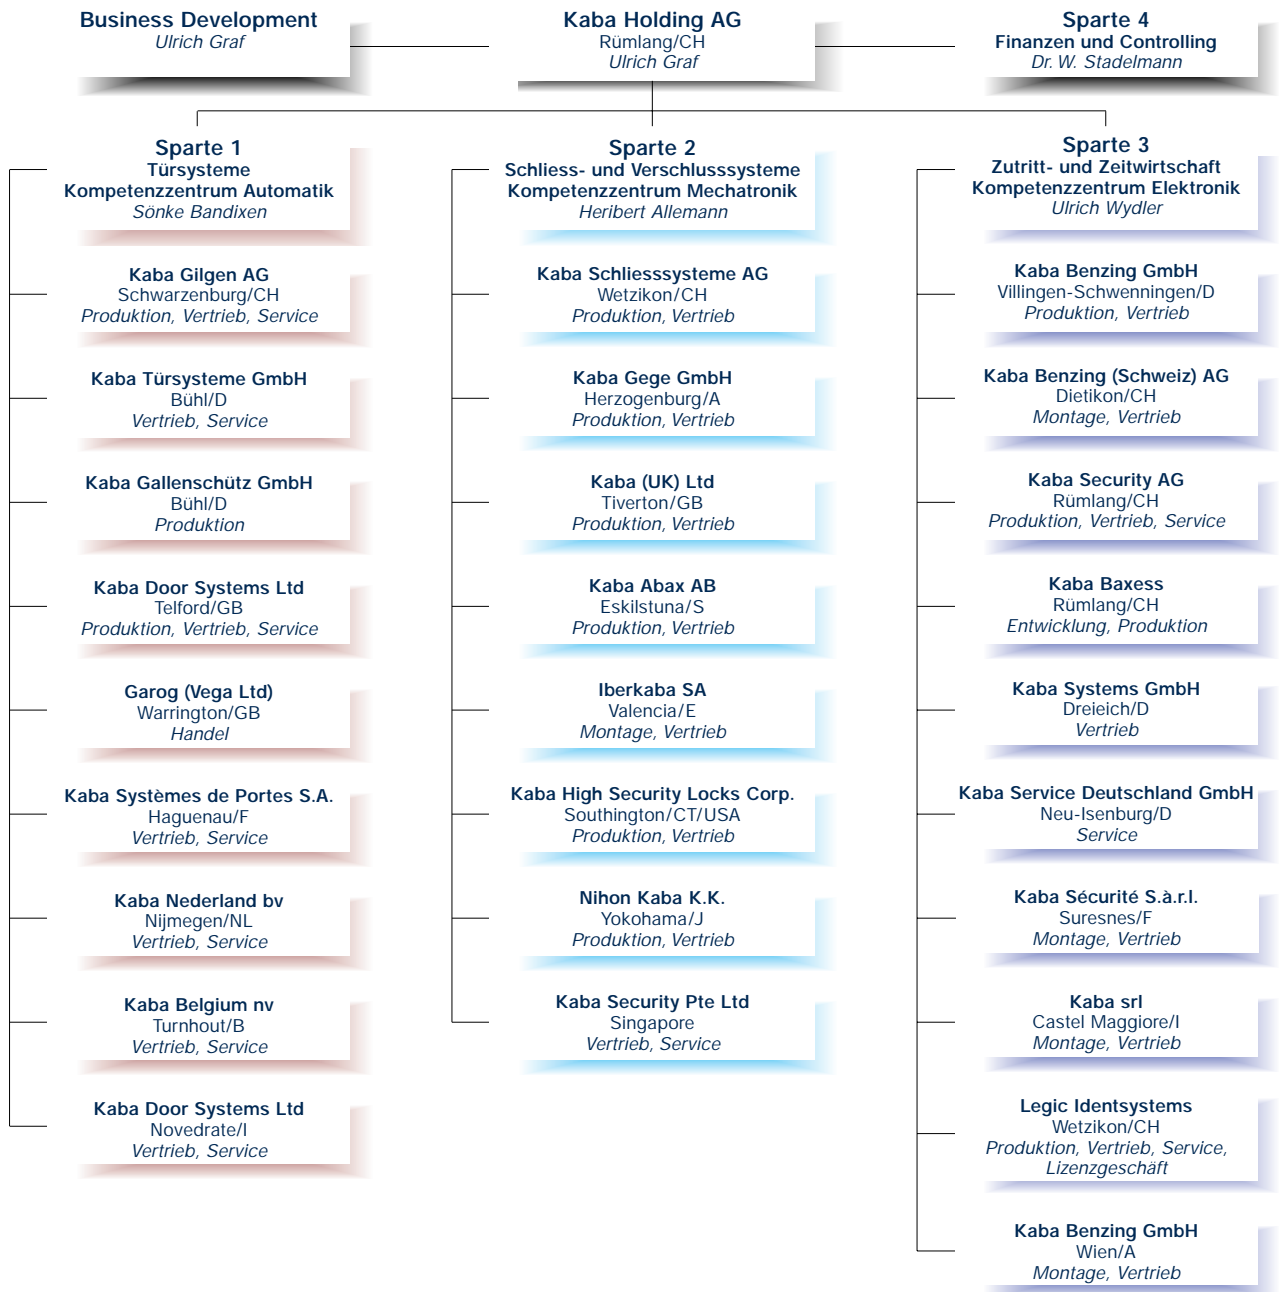 Business Development
Ulrich Graf
Kaba Holding AG
Rümlang/CH
Ulrich Graf
Sparte 4
Finanzen und Controlling
Dr. W. Stadelmann
Sparte 1
Türsysteme
Kompetenzzentrum Automatik
Sönke Bandixen
Kaba Gilgen AG
Schwarzenburg/CH
Produktion, Vertrieb, Service
Kaba Türsysteme GmbH
Bühl/D
Vertrieb, Service
Kaba Gallenschütz GmbH
Bühl/D
Produktion
Kaba Door Systems Ltd
Telford/GB
Produktion, Vertrieb, Service
Garog (Vega Ltd)
Warrington/GB
Handel
Kaba Systèmes de Portes S.A.
Haguenau/F
Vertrieb, Service
Kaba Nederland bv
Nijmegen/NL
Vertrieb, Service
Kaba Belgium nv
Turnhout/B
Vertrieb, Service
Kaba Door Systems Ltd
Novedrate/I
Vertrieb, Service
Sparte 2
Schliess- und Verschlusssysteme
Kompetenzzentrum Mechatronik
Heribert Allemann
Kaba Schliesssysteme AG
Wetzikon/CH
Produktion, Vertrieb
Kaba Gege GmbH
Herzogenburg/A
Produktion, Vertrieb
Kaba (UK) Ltd
Tiverton/GB
Produktion, Vertrieb
Kaba Abax AB
Eskilstuna/S
Produktion, Vertrieb
Iberkaba SA
Valencia/E
Montage, Vertrieb
Kaba High Security Locks Corp.
Southington/CT/USA
Produktion, Vertrieb
Nihon Kaba K.K.
Yokohama/J
Produktion, Vertrieb
Kaba Security Pte Ltd
Singapore
Vertrieb, Service
Sparte 3
Zutritt- und Zeitwirtschaft
Kompetenzzentrum Elektronik
Ulrich Wydler
Kaba Benzing GmbH
Villingen-Schwenningen/D
Produktion, Vertrieb
Kaba Benzing (Schweiz) AG
Dietikon/CH
Montage, Vertrieb
Kaba Security AG
Rümlang/CH
Produktion, Vertrieb, Service
Kaba Baxess
Rümlang/CH
Entwicklung, Produktion
Kaba Systems GmbH
Dreieich/D
Vertrieb
Kaba Service Deutschland GmbH
Neu-Isenburg/D
Service
Kaba Sécurité S.à.r.l.
Suresnes/F
Montage, Vertrieb
Kaba srl
Castel Maggiore/I
Montage, Vertrieb
Legic Identsystems
Wetzikon/CH
Produktion, Vertrieb, Service,
Lizenzgeschäft
Kaba Benzing GmbH
Wien/A
Montage, Vertrieb